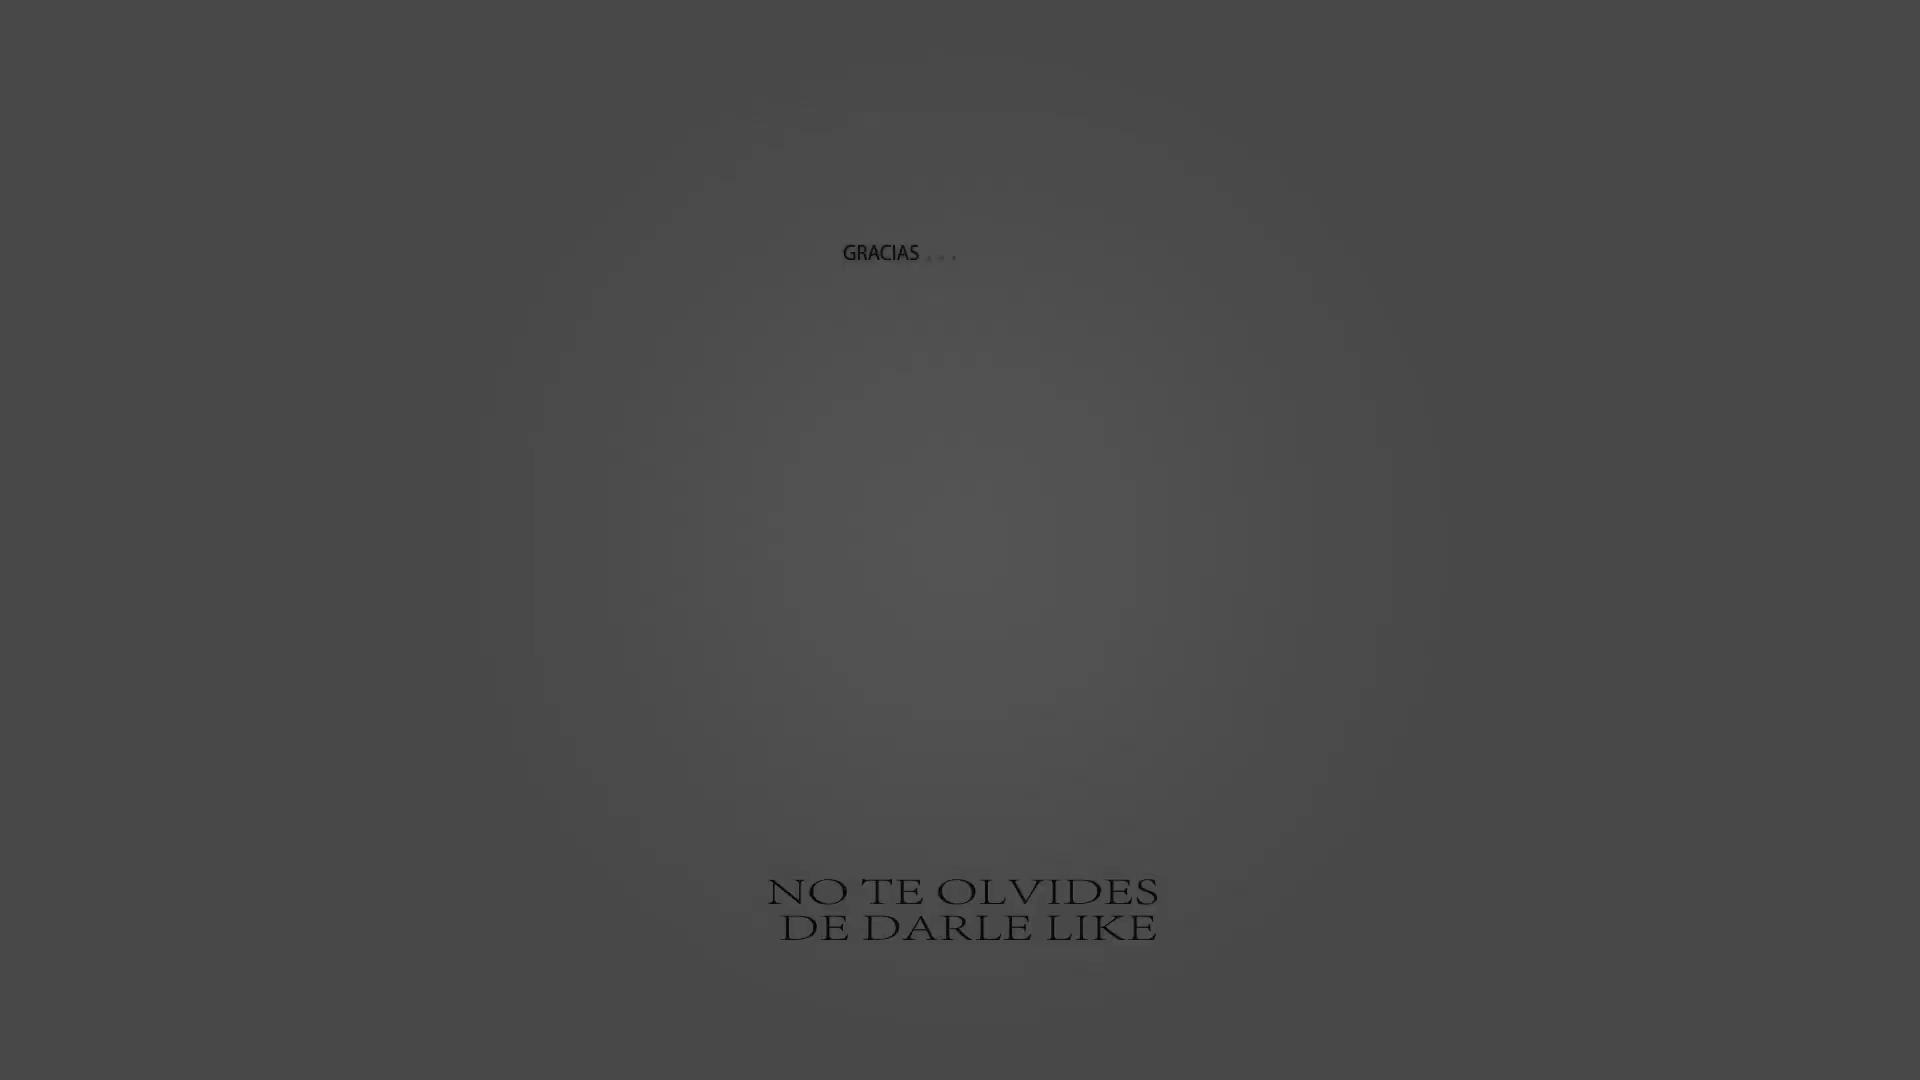 GRACIAS . . .
NO TE OLVIDES
DE DARLE LIKE